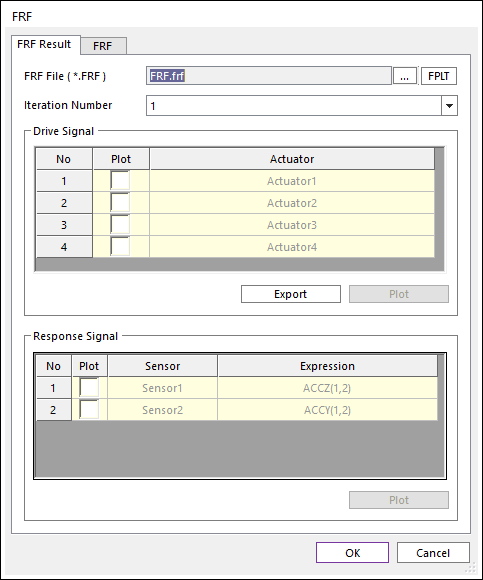 FRF
FRF Result FRF
FRF File ( *.FRF ) FRF.frf ... FPLT
Iteration Number 1
Drive Signal
No Plot Actuator
1 Actuator1
2 Actuator2
3 Actuator3
4 Actuator4
Export Plot
Response Signal
No Plot Sensor Expression
1 Sensor1 ACCZ(1,2)
2 Sensor2 ACCY(1,2)
Plot
OK Cancel